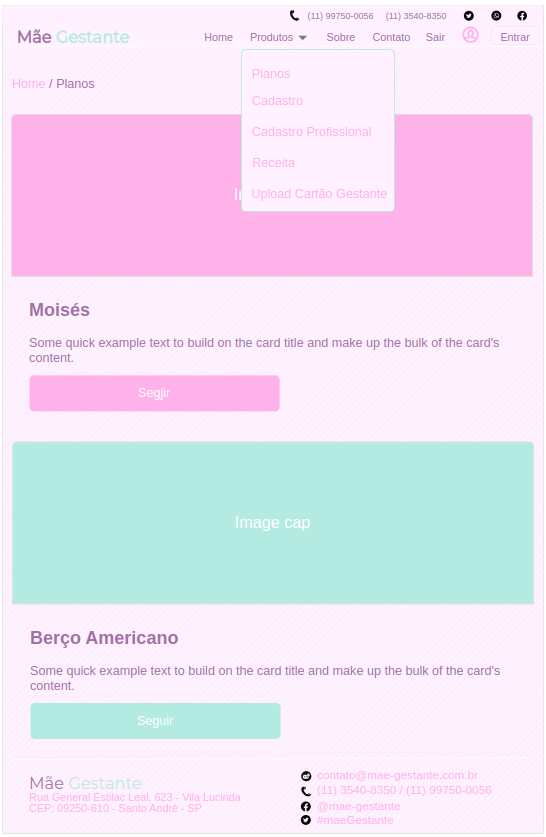 (11) 99750-0056 (11) 3540-8350
Mãe Gestante
Home Produtos Sobre Contato Sair Entrar
Home / Planos
Planos
Cadastro
Cadastro Profissional
Receita
Upload Cartão Gestante
Moisés
Some quick example text to build on the card title and make up the bulk of the card's
content.
Segjir
Image cap
Berço Americano
Some quick example text to build on the card title and make up the bulk of the card's
content.
Seguir
Mãe Gestante
Rua General Estilac Leal, 623 - Vila Lucinda
CEP: 09250-610 - Santo André - SP
contato@mae-gestante.com.br
(11) 3540-8350 / (11) 99750-0056
@mae-gestante
#maeGestante